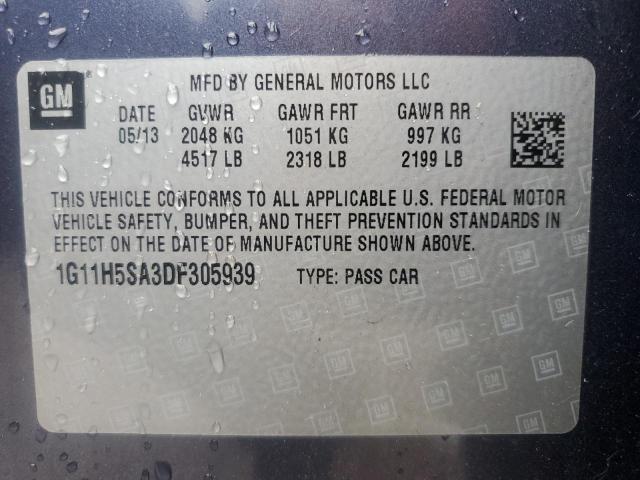 GM
MFD BY GENERAL MOTORS LLC
DATE GVWR GAWR FRT GAWR RR
05/13 2048 KG 1051 KG 997 KG
4517 LB 2318 LB 2199 LB
THIS VEHICLE CONFORMS TO ALL APPLICABLE U.S. FEDERAL MOTOR
VEHICLE SAFETY, BUMPER, AND THEFT PREVENTION STANDARDS IN
EFFECT ON THE DATE OF MANUFACTURE SHOWN ABOVE.
1G11H5SA3DF305939 TYPE: PASS CAR